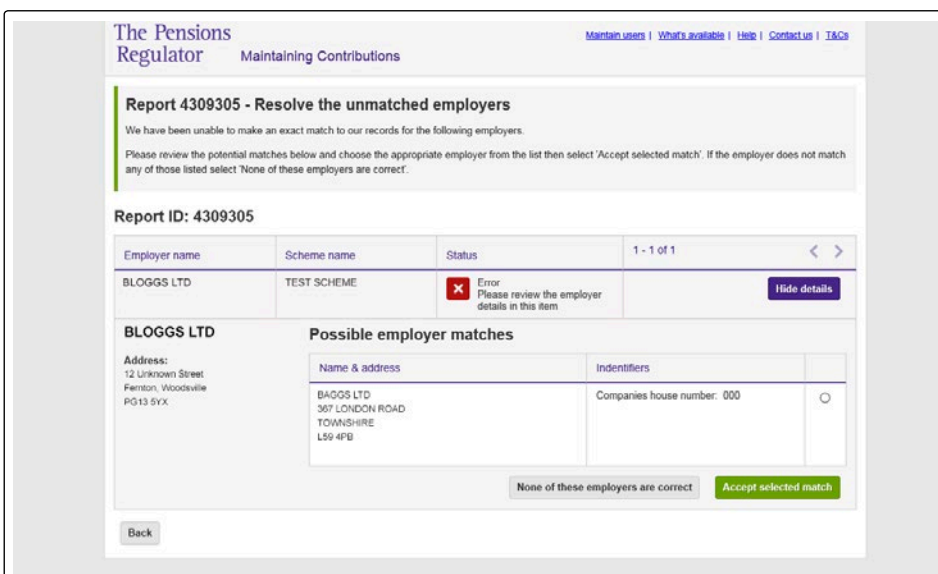 The Pensions
Regulator
Maintaining Contributions
Maintain users | What's available | Help | Contact us | T&Cs
Report 4309305 - Resolve the unmatched employers
We have been unable to make an exact match to our records for the following employers.
Please review the potential matches below and choose the appropriate employer from the list then select 'Accept selected match'. If the employer does not match
any of those listed select 'None of these employers are correct'.
Report ID: 4309305
Employer name
Scheme name
Status
1 - 1 of 1
BLOGGS LTD
TEST SCHEME
Error
Please review the employer
details in this item
Hide details
BLOGGS LTD
Address:
12 Unknown Street
Fernton, Woodsville
PG13 5YX
Possible employer matches
Name & address
Indentifiers
BAGGS LTD
367 LONDON ROAD
TOWNSHIRE
L59 4PB
Companies house number: 000
None of these employers are correct
Accept selected match
Back